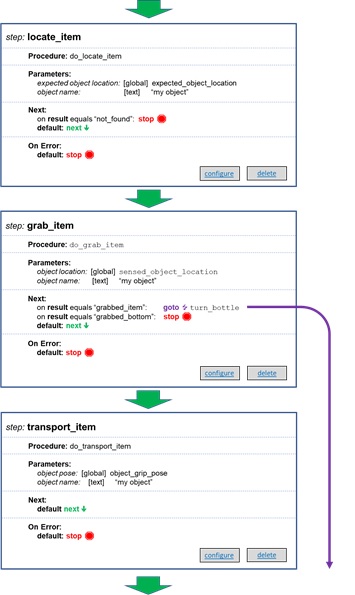 step: locate_item
Procedure: do_locate_item
Parameters:
expected object location: [global] expected_object_location
object name: [text] "my object"
Next:
on result equals "not_found": stop
default: next
On Error:
default: stop
configure delete
step: grab_item
Procedure: do_grab_item
Parameters:
object location: [global] sensed_object_location
object name: [text] "my object"
Next:
on result equals "grabbed_item": goto turn_bottle
on result equals "grabbed_bottom": stop
default: next
On Error:
default: stop
configure delete
step: transport_item
Procedure: do_transport_item
Parameters:
object pose: [global] object_grip_pose
object name: [text] "my object"
Next:
default next
On Error:
default: stop
configure delete